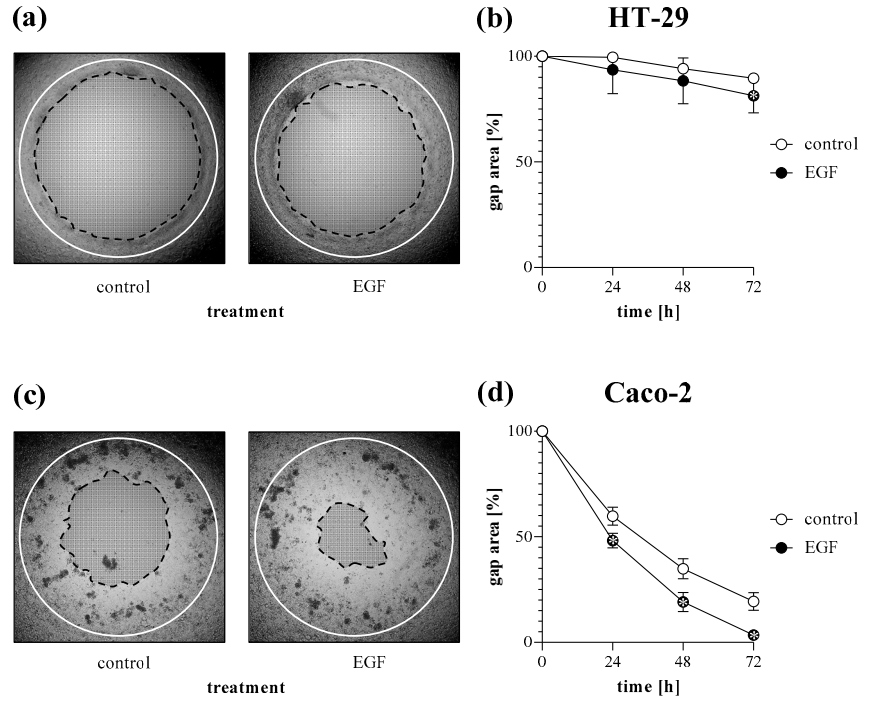 (a)
control
EGF
treatment
(b)
HT-29
100
50
0
gap area [%]
0 24 48 72
time [h]
control
EGF
(c)
control
EGF
treatment
(d)
Caco-2
100
50
0
gap area [%]
0 24 48 72
time [h]
control
EGF